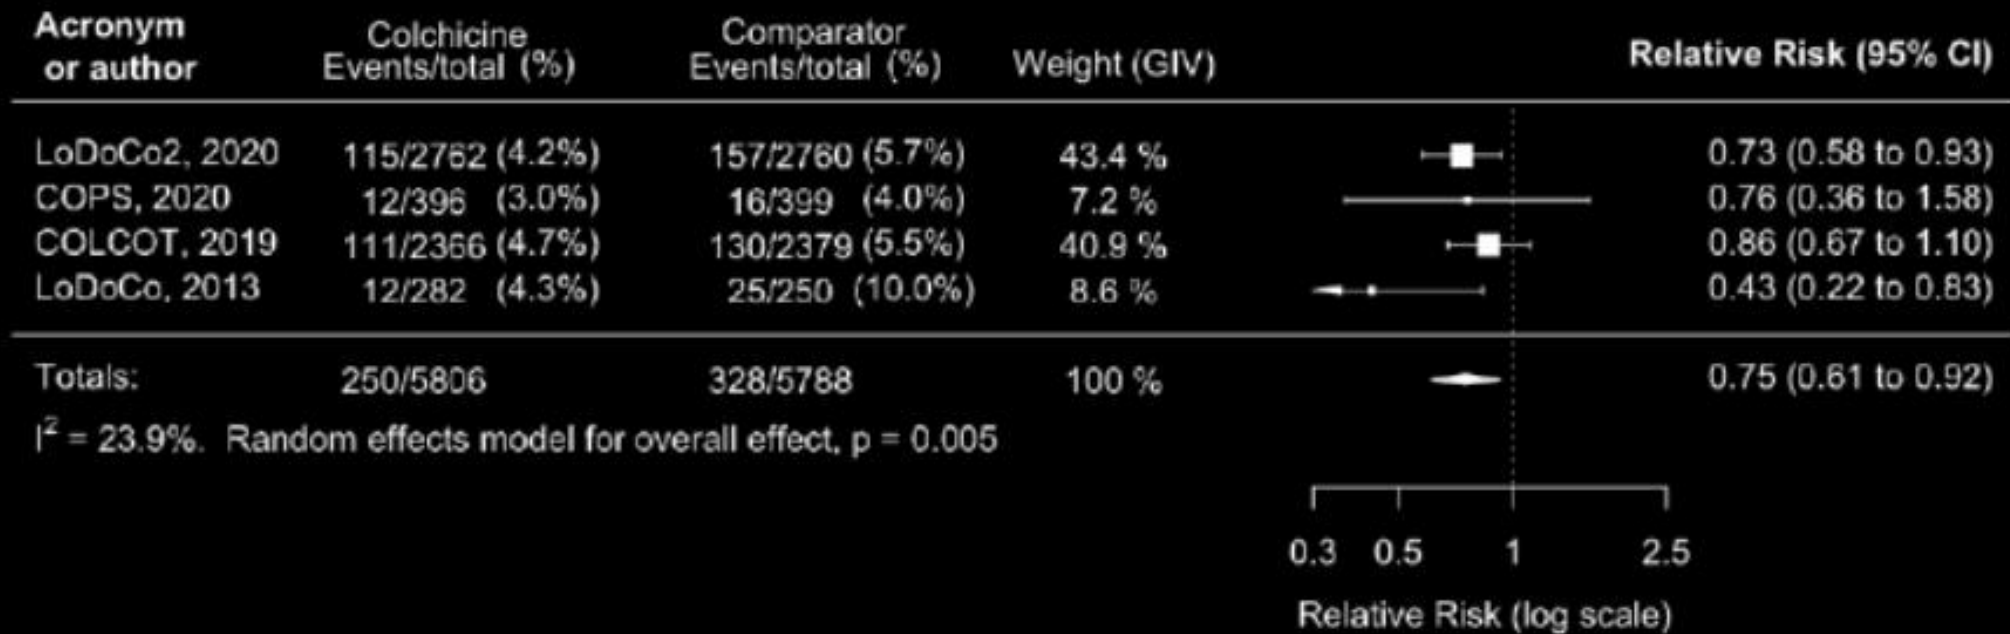 Acronym or author Colchicine Events/total (%) Comparator Events/total (%) Weight (GIV) Relative Risk (95% CI)
LoDoCo2, 2020 115/2762 (4.2%) 157/2760 (5.7%) 43.4 % 0.73 (0.58 to 0.93)
COPS, 2020 12/396 (3.0%) 16/399 (4.0%) 7.2 % 0.76 (0.36 to 1.58)
COLCOT, 2019 111/2366 (4.7%) 130/2379 (5.5%) 40.9 % 0.86 (0.67 to 1.10)
LoDoCo, 2013 12/282 (4.3%) 25/250 (10.0%) 8.6 % 0.43 (0.22 to 0.83)
Totals: 250/5806 328/5788 100 % 0.75 (0.61 to 0.92)
I² = 23.9%. Random effects model for overall effect, p = 0.005
0.3 0.5 1 2.5
Relative Risk (log scale)